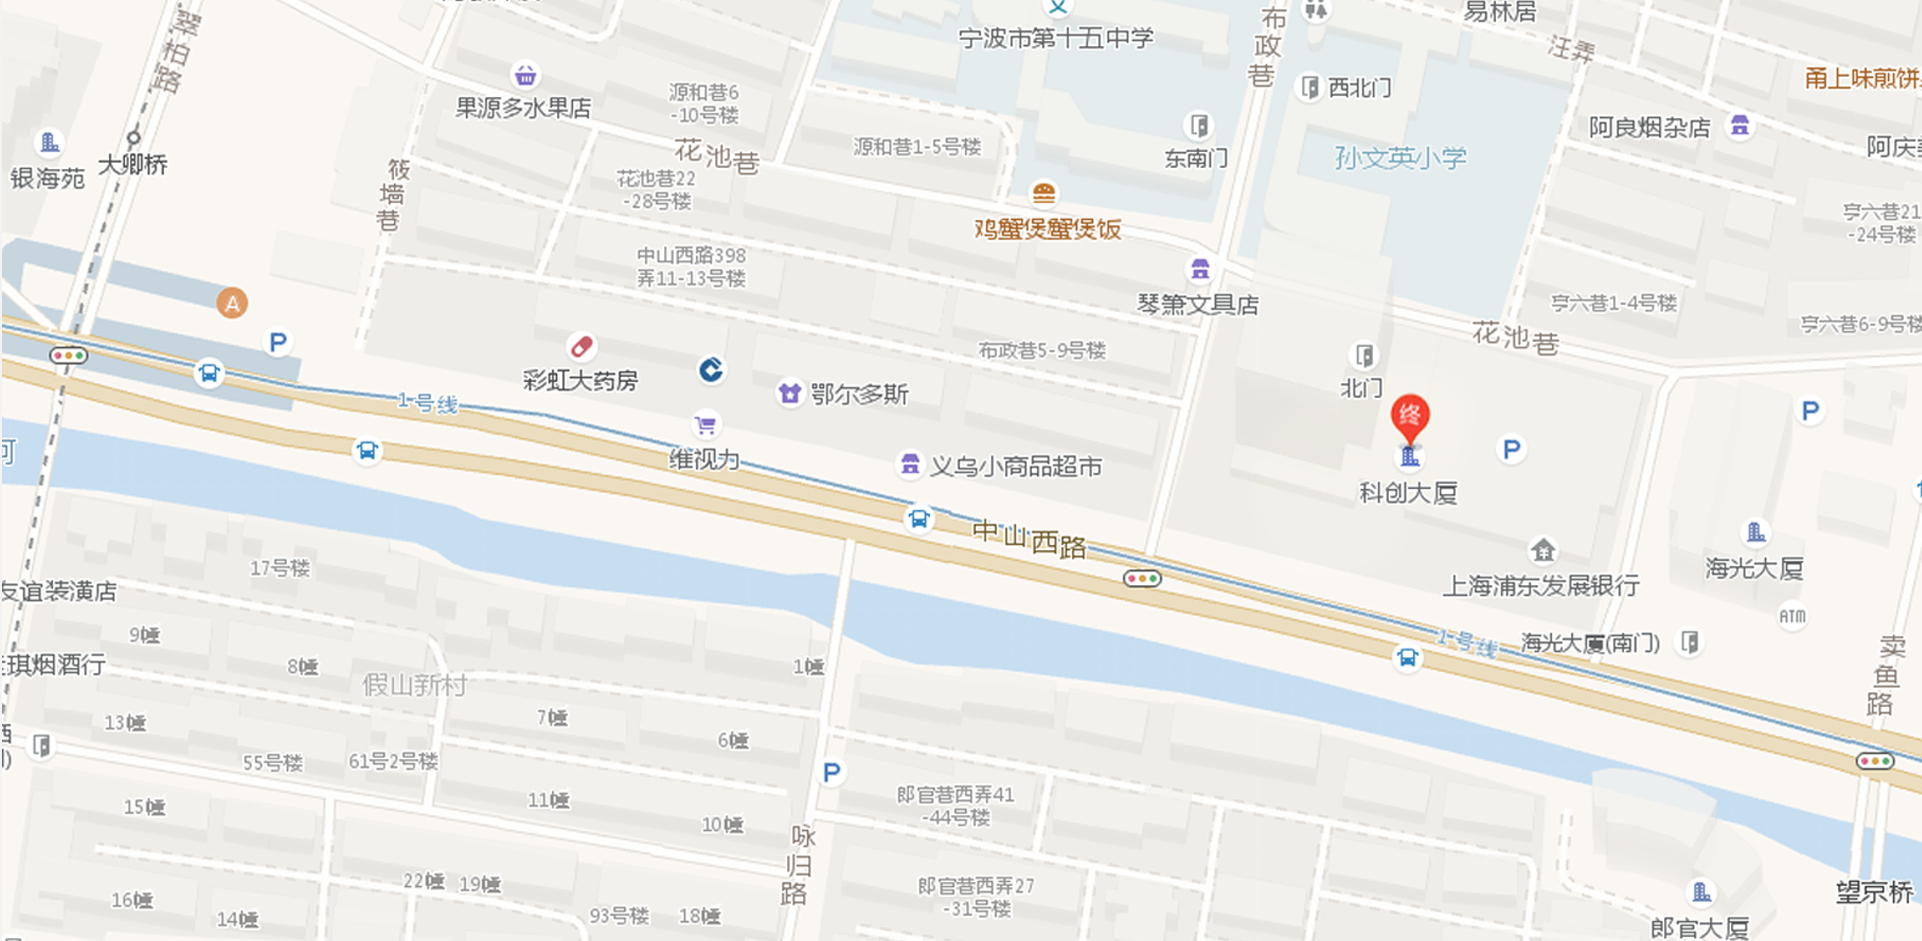 宁波市第十五中学
布政巷
易林居
汪弄
翠柏路
果源多水果店
源和巷6
-10号楼
西北门
甬上味煎饼
阿良烟杂店
银海苑
大卿桥
筱墙巷
花池巷
源和巷1-5号楼
东南门
孙文英小学
花池巷22
-28号楼
鸡蟹煲蟹煲饭
亨六巷21
-24号楼
中山西路398
弄11-13号楼
A
琴箫文具店
亨六巷1-4号楼
亨六巷6-9号楼
花池巷
P
彩虹大药房
布政巷5-9号楼
北门
鄂尔多斯
1号线
终
P
P
维视力
义乌小商品超市
科创大厦
河
中山西路
17号楼
上海浦东发展银行
海光大厦
友谊装潢店
ATM
9幢
8幢
1幢
1号线
海光大厦(南门)
琪烟酒行
假山新村
卖鱼路
13幢
7幢
6幢
55号楼
61号2号楼
P
15幢
11幢
10幢
咏归路
郎官巷西弄41
-44号楼
22幢
19幢
郎官巷西弄27
-31号楼
望京桥
16幢
14幢
93号楼
18幢
郎官大厦